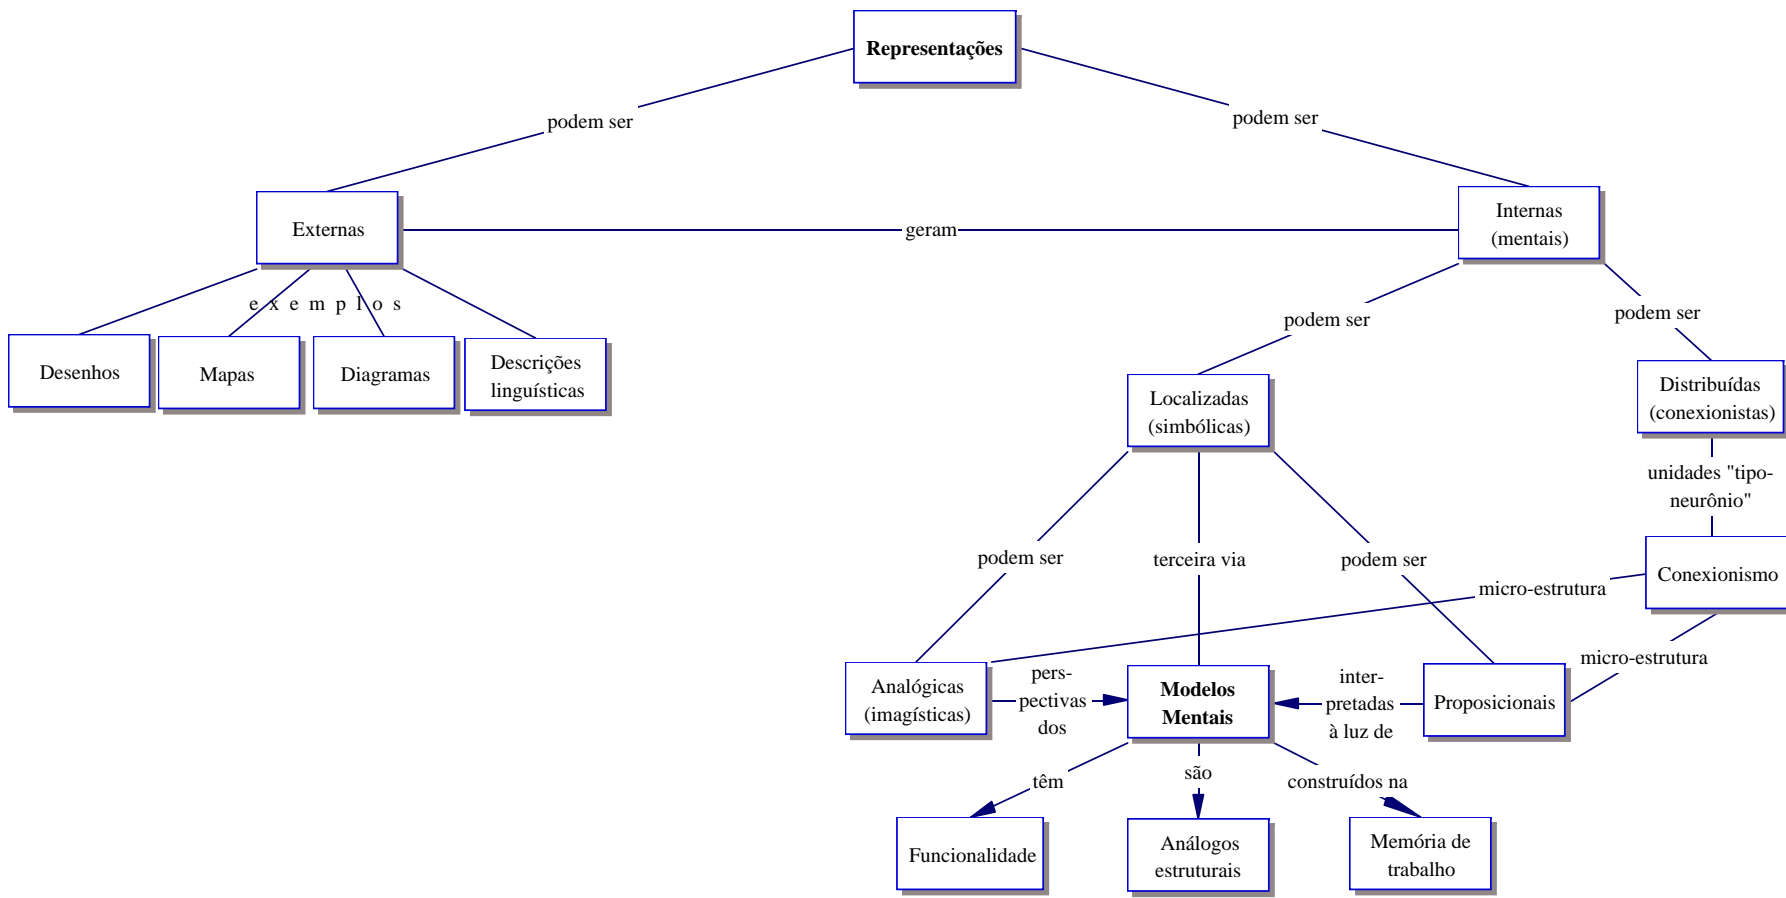 Representações
podem ser
podem ser
Externas
geram
Internas
(mentais)
e x e m p l o s
podem ser
podem ser
Desenhos
Mapas
Diagramas
Descrições
linguísticas
Localizadas
(simbólicas)
Distribuídas
(conexionistas)
unidades "tipo-
neurônio"
podem ser
terceira via
podem ser
Conexionismo
micro-estrutura
micro-estrutura
Analógicas
(imagísticas)
pers-
pectivas
dos
Modelos
Mentais
inter-
pretadas
à luz de
Proposicionais
têm
são
construídos na
Funcionalidade
Análogos
estruturais
Memória de
trabalho